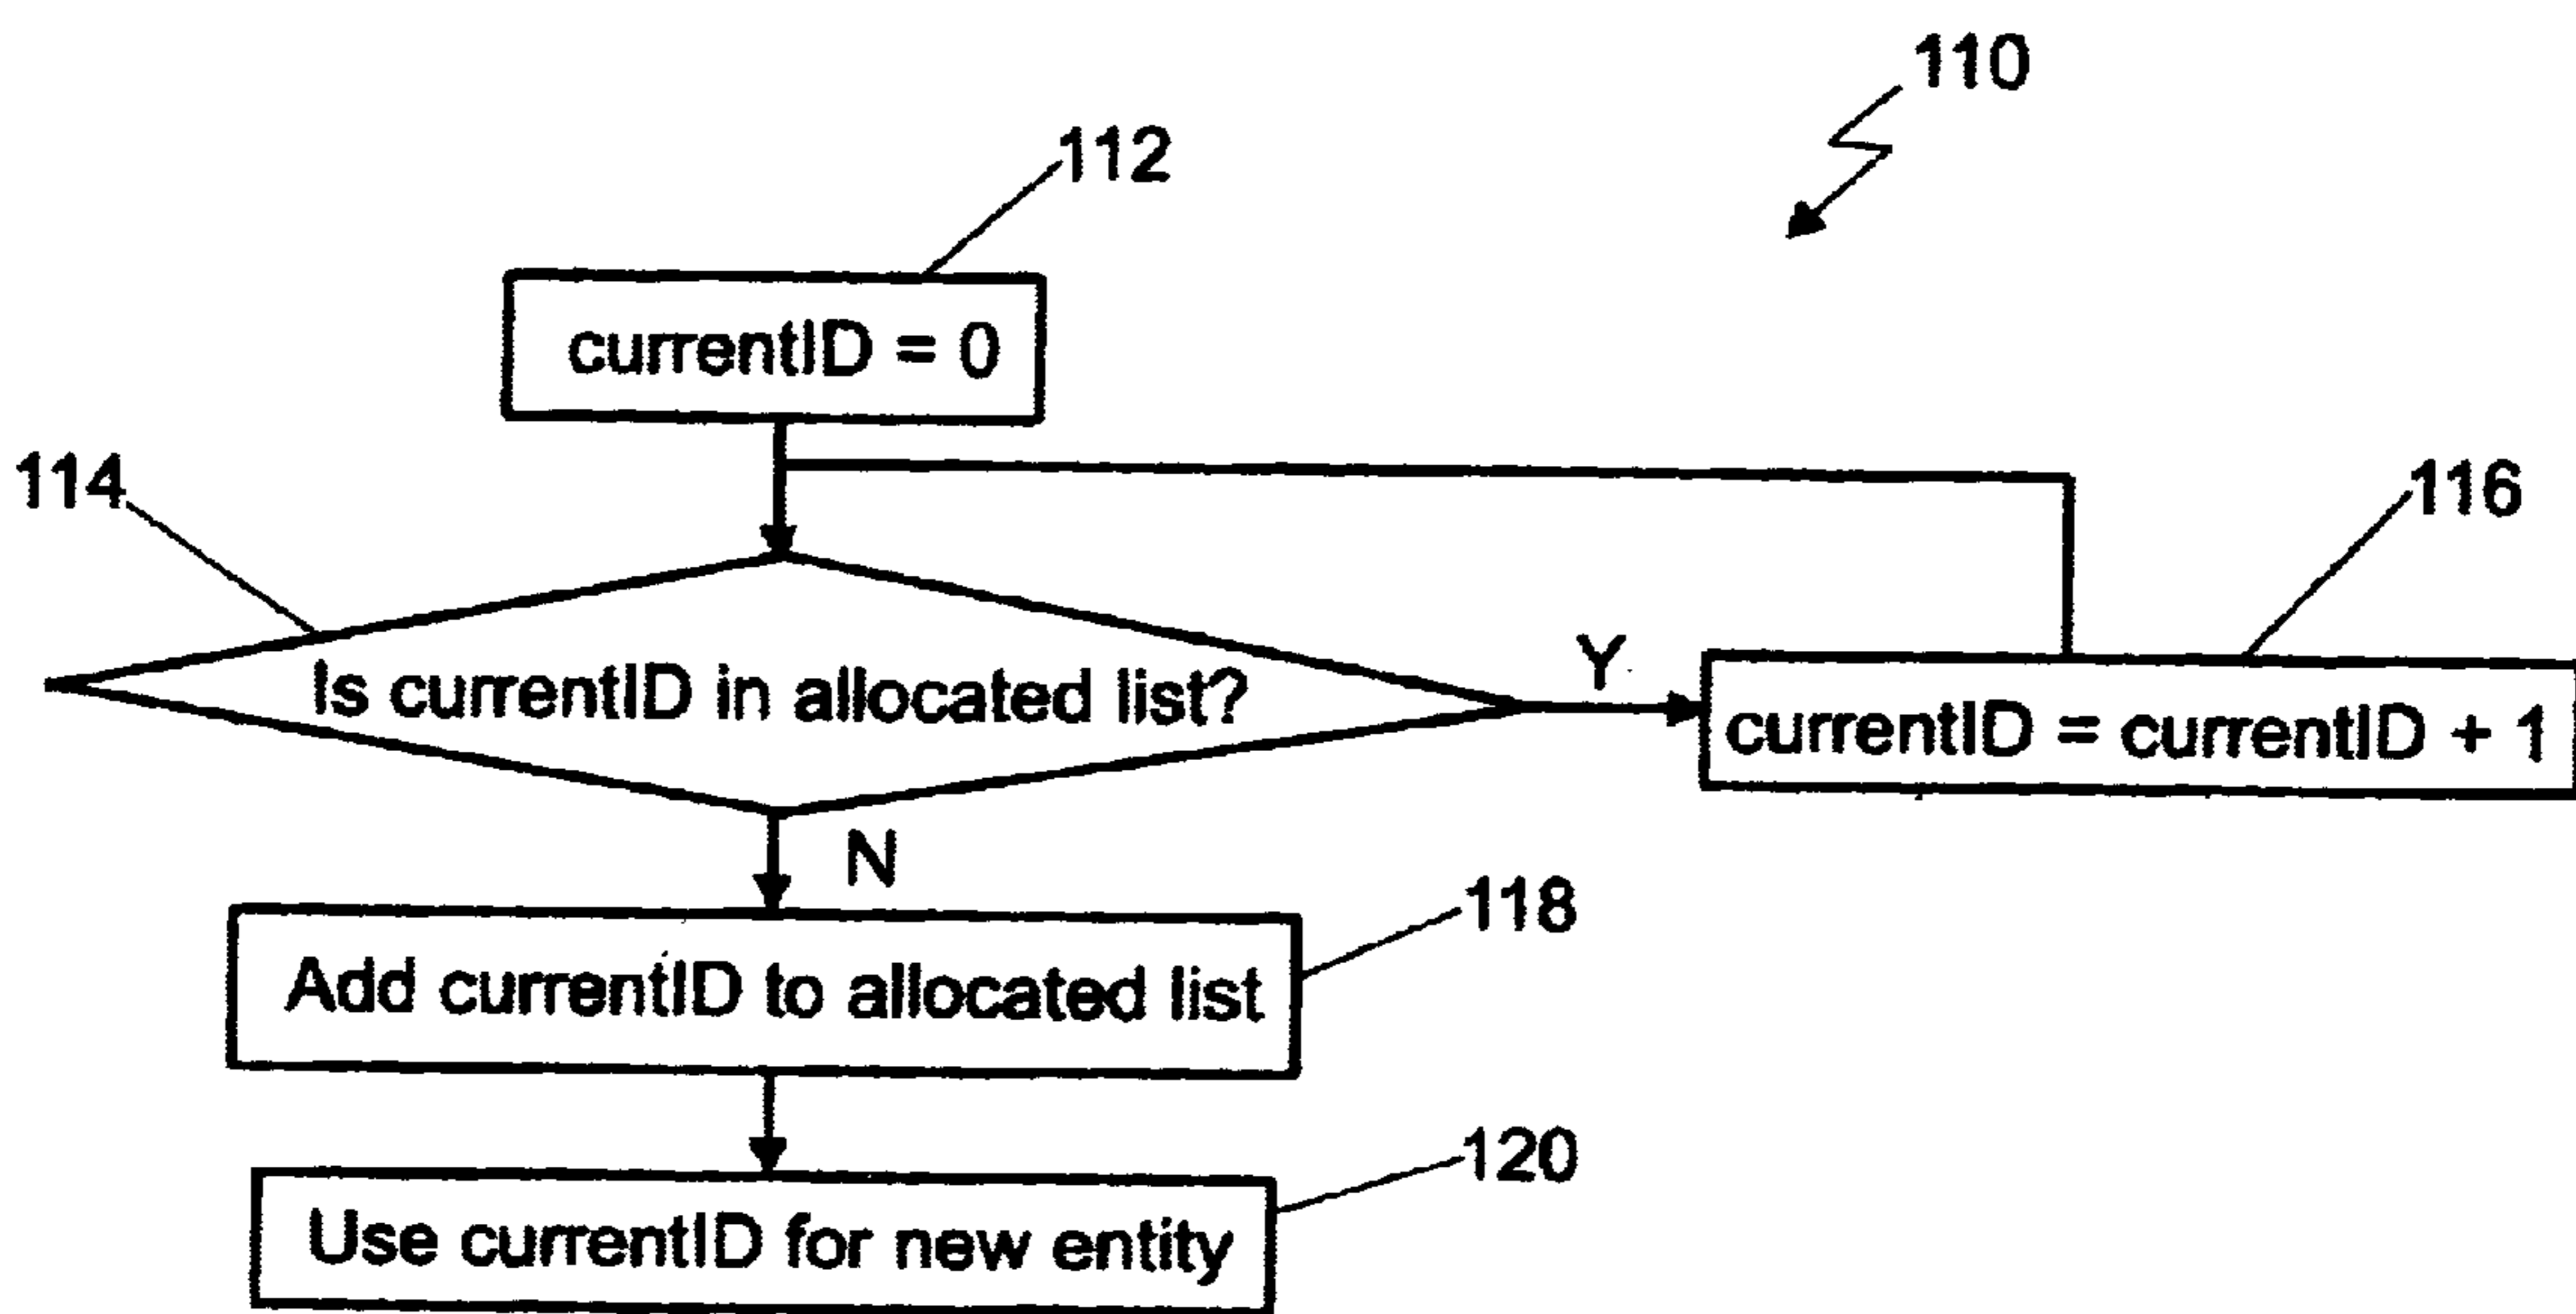 110
112
currentID = 0
114
116
Is currentID in allocated list?
Y
currentID = currentID + 1
N
118
Add currentID to allocated list
120
Use currentID for new entity